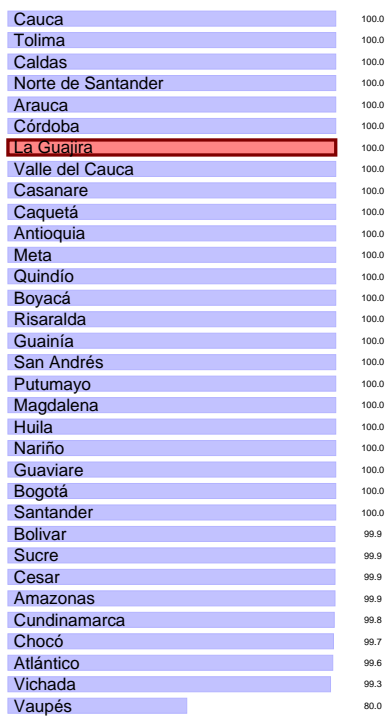 Cauca 100.0
Tolima 100.0
Caldas 100.0
Norte de Santander 100.0
Arauca 100.0
Córdoba 100.0
La Guajira 100.0
Valle del Cauca 100.0
Casanare 100.0
Caquetá 100.0
Antioquia 100.0
Meta 100.0
Quindío 100.0
Boyacá 100.0
Risaralda 100.0
Guainía 100.0
San Andrés 100.0
Putumayo 100.0
Magdalena 100.0
Huila 100.0
Nariño 100.0
Guaviare 100.0
Bogotá 100.0
Santander 100.0
Bolivar 99.9
Sucre 99.9
Cesar 99.9
Amazonas 99.9
Cundinamarca 99.8
Chocó 99.7
Atlántico 99.6
Vichada 99.3
Vaupés 80.0